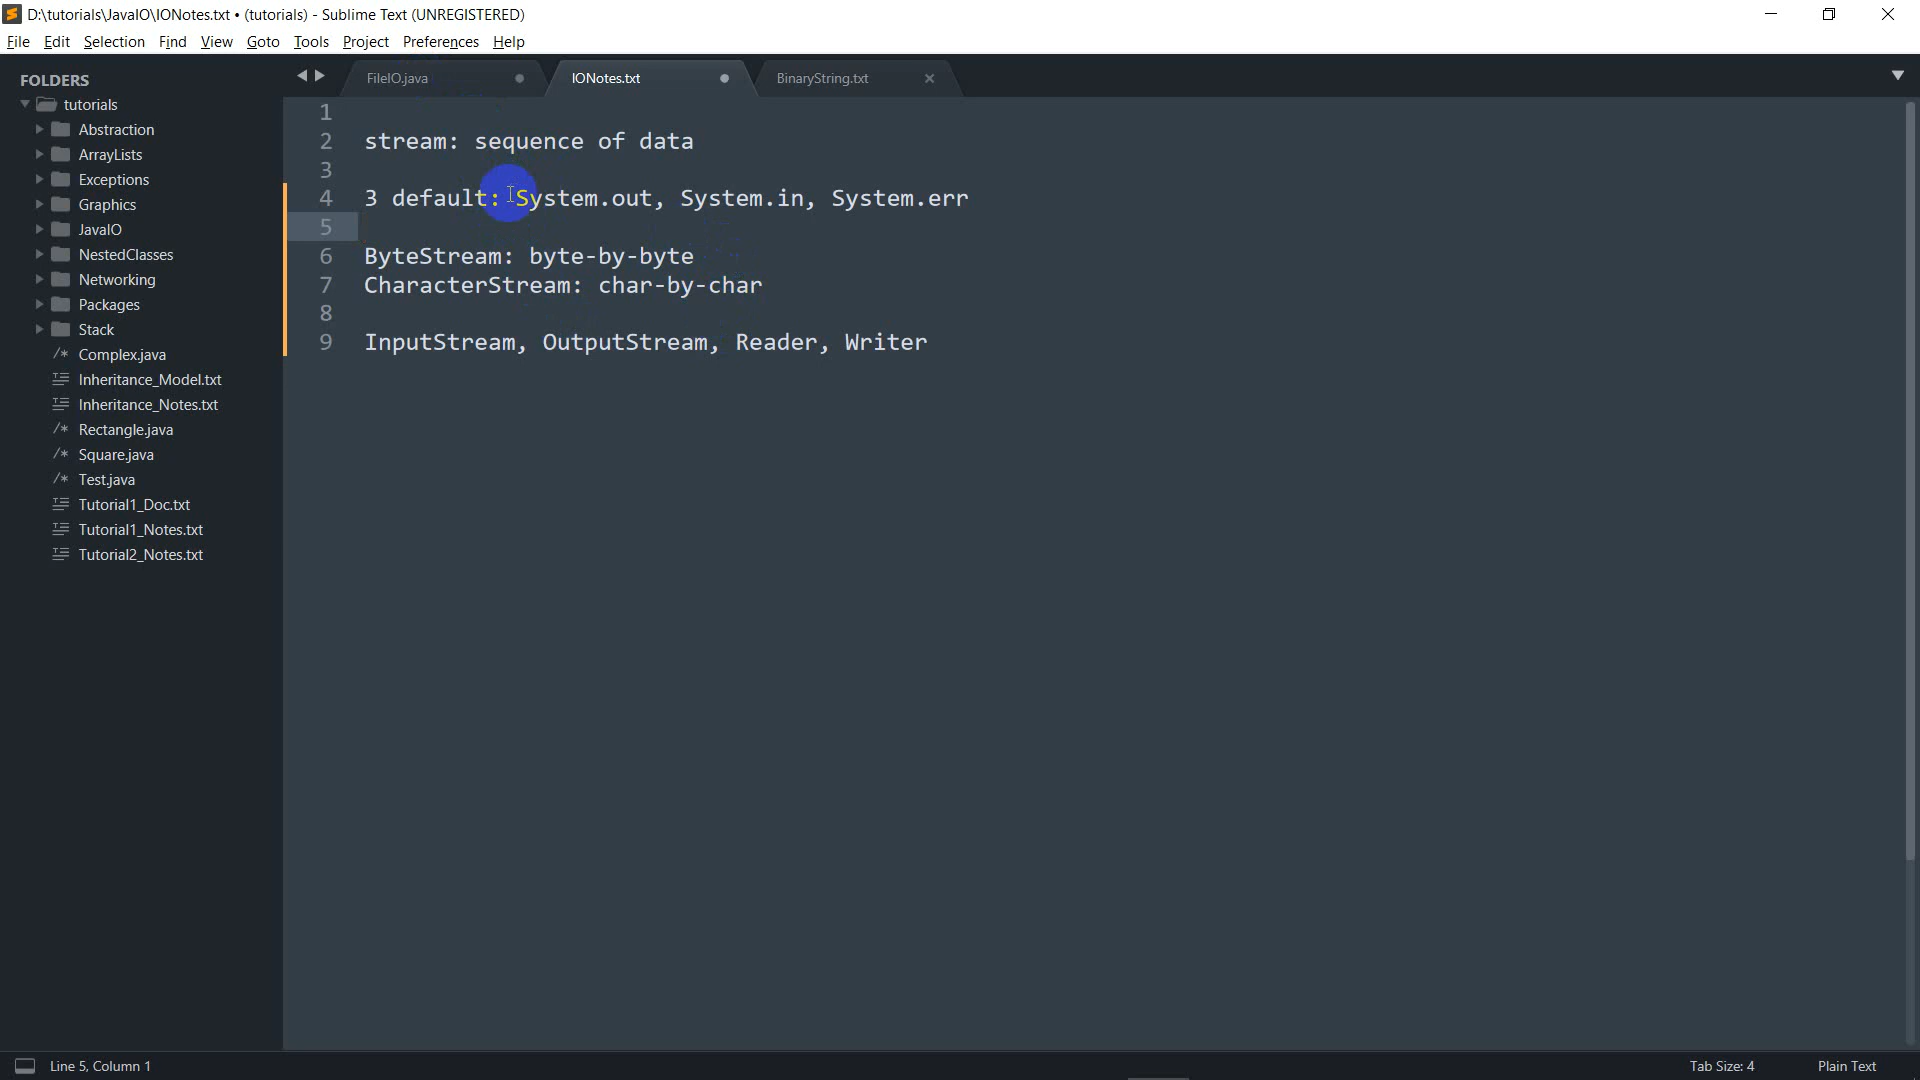 D:\tutorials\JavaIO\IONotes.txt • (tutorials) - Sublime Text (UNREGISTERED)
File Edit Selection Find View Goto Tools Project Preferences Help
FOLDERS
tutorials
Abstraction
ArrayLists
Exceptions
Graphics
JavaIO
NestedClasses
Networking
Packages
Stack
/* Complex.java
Inheritance_Model.txt
Inheritance_Notes.txt
/* Rectangle.java
/* Square.java
/* Test.java
Tutorial1_Doc.txt
Tutorial1_Notes.txt
Tutorial2_Notes.txt
FileIO.java IONotes.txt BinaryString.txt
1
2 stream: sequence of data
3
4 3 default: System.out, System.in, System.err
5
6 ByteStream: byte-by-byte
7 CharacterStream: char-by-char
8
9 InputStream, OutputStream, Reader, Writer
Line 5, Column 1 Tab Size: 4 Plain Text